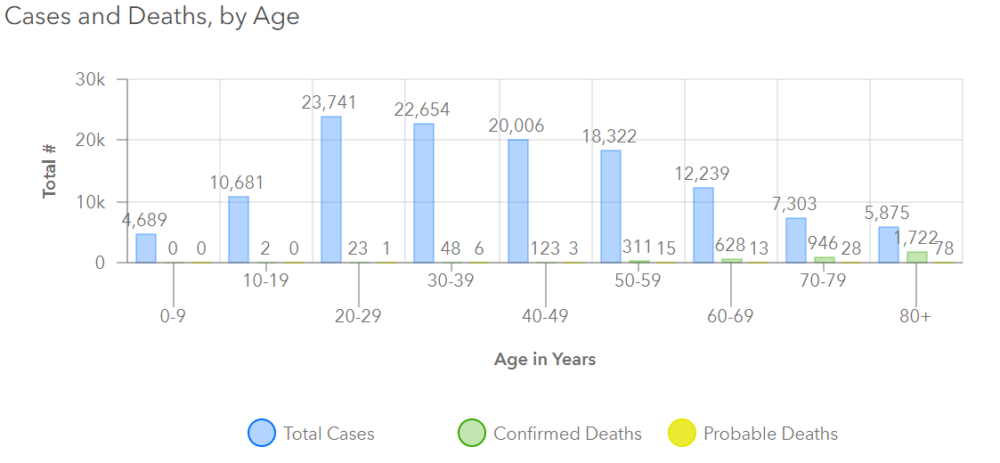 Cases and Deaths, by Age
30k
20k
10k
0
Total #
4,689 0 0
10,681 2 0
23,741 23 1
22,654 48 6
20,006 123 3
18,322 311 15
12,239 628 13
7,303 946 28
5,875 1,722 78
10-19 30-39 50-59 70-79
0-9 20-29 40-49 60-69 80+
Age in Years
Total Cases Confirmed Deaths Probable Deaths